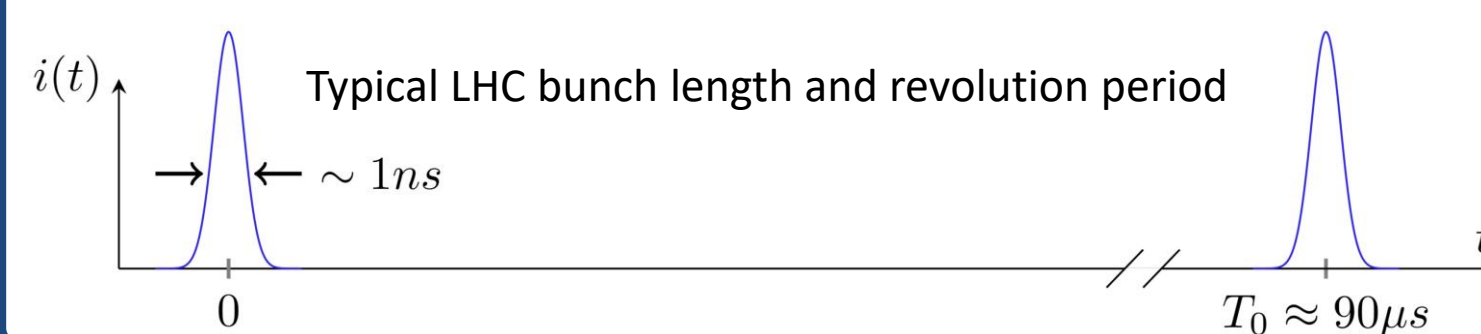 i(t)
Typical LHC bunch length and revolution period
∼ 1ns
t
0
T₀ ≈ 90μs